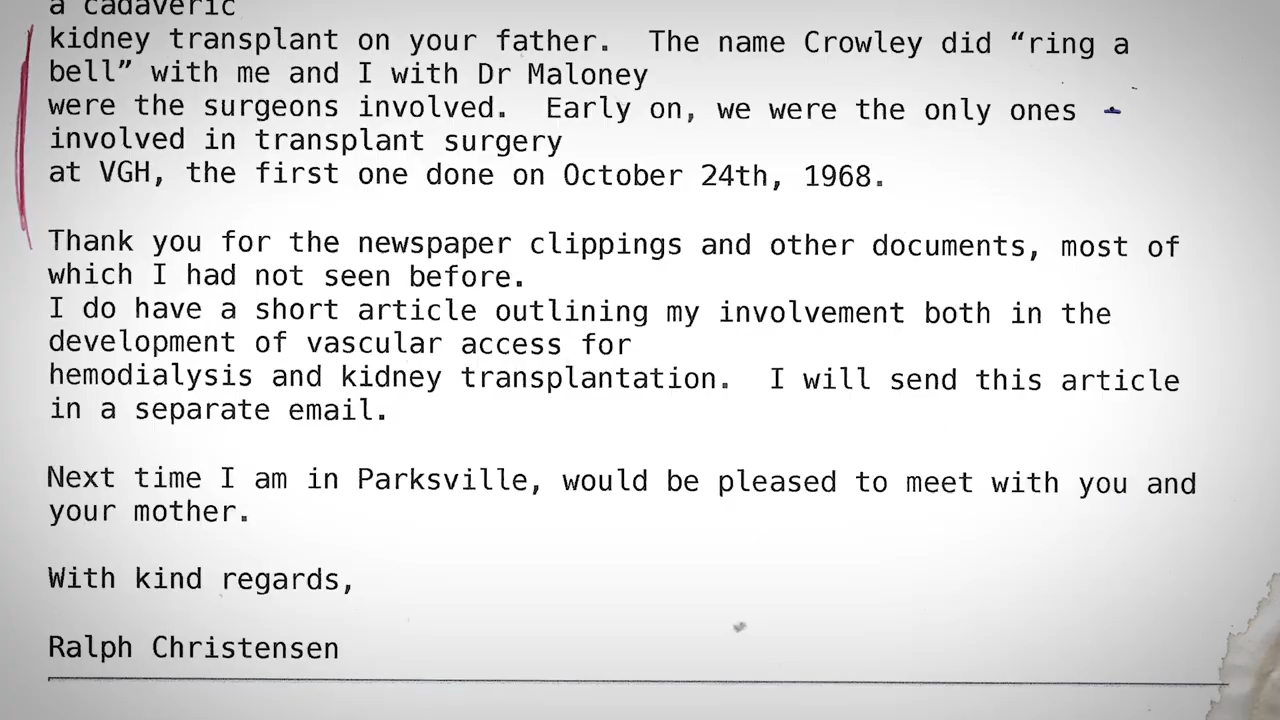 a cadaveric
kidney transplant on your father.  The name Crowley did “ring a
bell” with me and I with Dr Maloney
were the surgeons involved.  Early on, we were the only ones
involved in transplant surgery
at VGH, the first one done on October 24th, 1968.
Thank you for the newspaper clippings and other documents, most of
which I had not seen before.
I do have a short article outlining my involvement both in the
development of vascular access for
hemodialysis and kidney transplantation.  I will send this article
in a separate email.
Next time I am in Parksville, would be pleased to meet with you and
your mother.
With kind regards,
Ralph Christensen